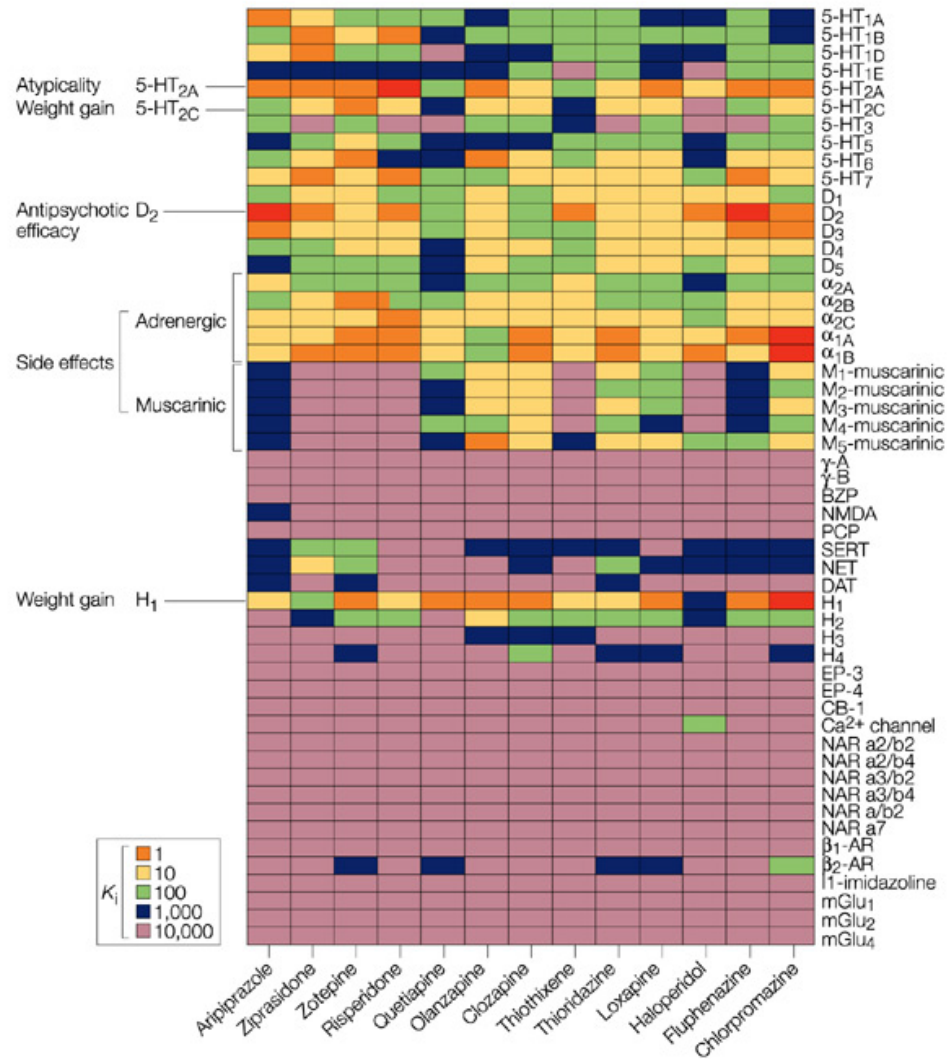 Atypicality 5-HT2A
Weight gain 5-HT2C
Antipsychotic D2
efficacy
Side effects
Adrenergic
Muscarinic
Weight gain H1
5-HT1A
5-HT1B
5-HT1D
5-HT1E
5-HT2A
5-HT2C
5-HT3
5-HT5
5-HT6
5-HT7
D1
D2
D3
D4
D5
α2A
α2B
α2C
α1A
α1B
M1-muscarinic
M2-muscarinic
M3-muscarinic
M4-muscarinic
M5-muscarinic
γ-A
γ-B
BZP
NMDA
PCP
SERT
NET
DAT
H1
H2
H3
H4
EP-3
EP-4
CB-1
Ca2+ channel
NAR a2/b2
NAR a2/b4
NAR a3/b2
NAR a3/b4
NAR a/b2
NAR a7
β1-AR
β2-AR
I1-imidazoline
mGlu1
mGlu2
mGlu4
Ki
1
10
100
1,000
10,000
Aripiprazole
Ziprasidone
Zotepine
Risperidone
Quetiapine
Olanzapine
Clozapine
Thiothixene
Thioridazine
Loxapine
Haloperidol
Fluphenazine
Chlorpromazine